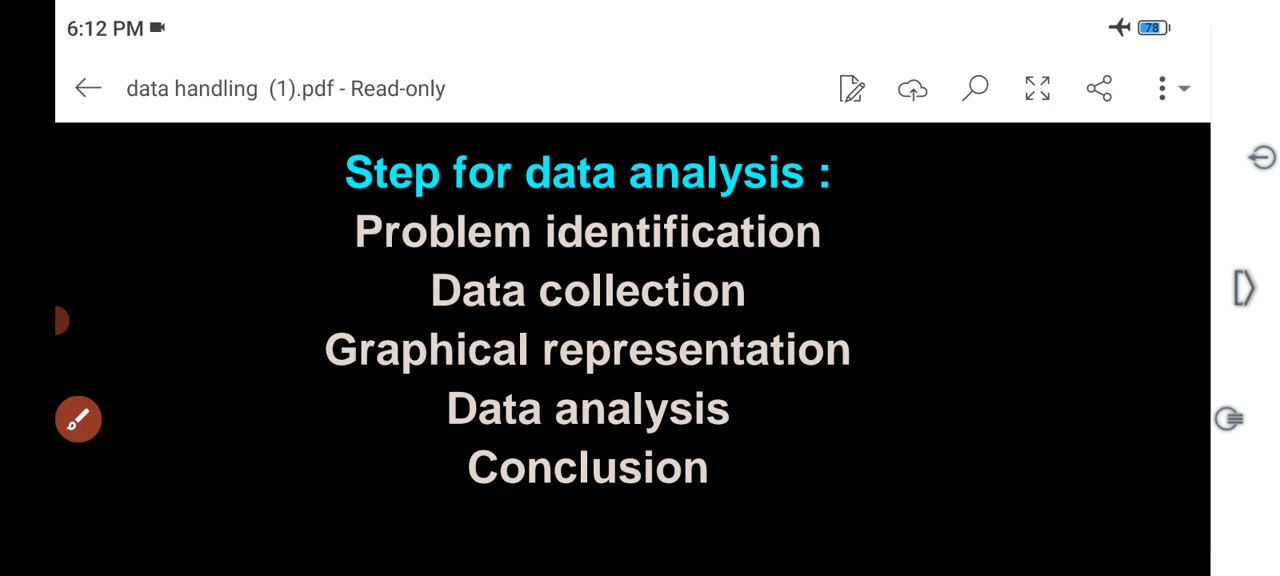 6:12 PM
78
data handling (1).pdf - Read-only
Step for data analysis :
Problem identification
Data collection
Graphical representation
Data analysis
Conclusion